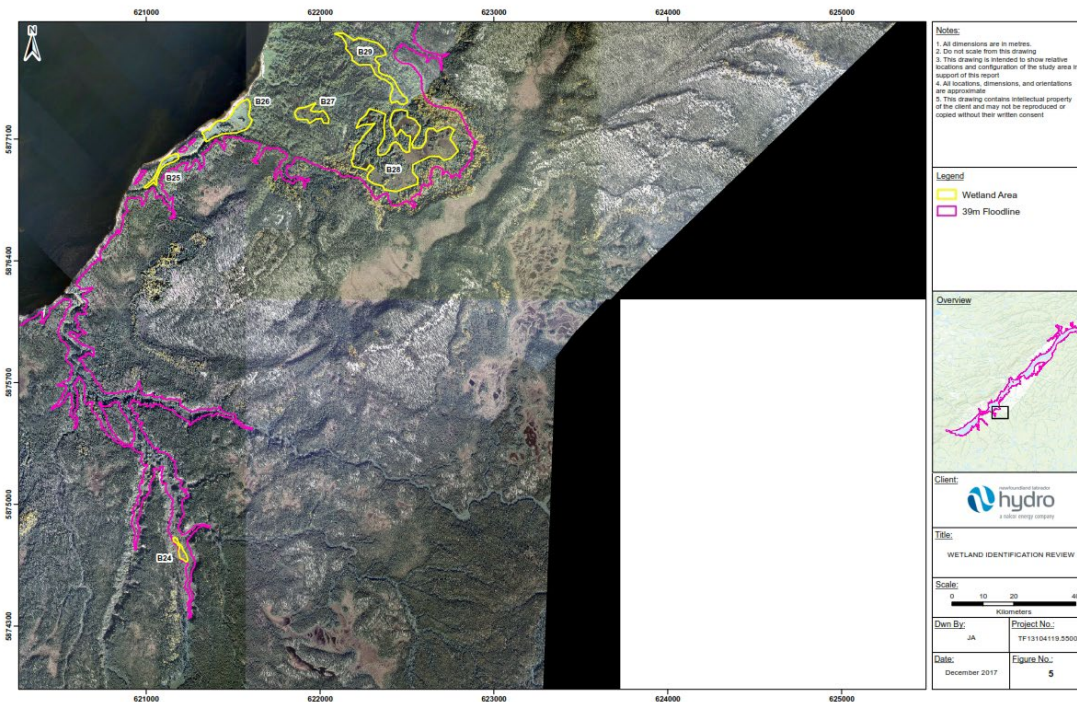 621000 622000 623000 624000 625000
N
5877100
5876400
5875700
5875000
5874300
B29
B26
B27
B28
B25
B24
621000 622000 623000 624000 625000
Notes:
1. All dimensions are in metres.
2. Do not scale from this drawing
3. This drawing is intended to show relative
locations and configuration of the study area in
support of this report
4. All locations, dimensions, and orientations
are approximate
5. This drawing contains intellectual property
of the client and may not be reproduced or
copied without their written consent
Legend
Wetland Area
39m Floodline
Overview
Client:
newfoundland labrador
hydro
a nalcor energy company
Title:
WETLAND IDENTIFICATION REVIEW
Scale:
0 10 20 40
Kilometers
Dwn By:
JA
Project No.:
TF13104119.5500
Date:
December 2017
Figure No.:
5